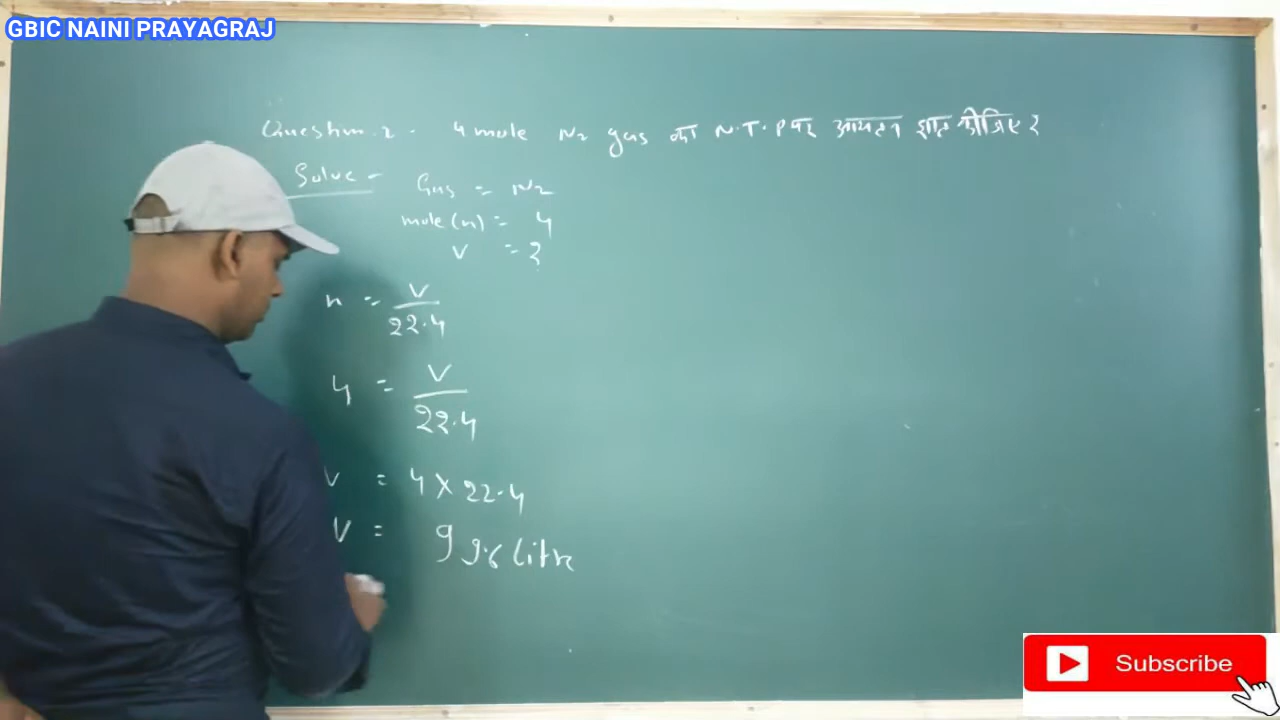 GBIC NAINI PRAYAGRAJ
Question.2. 4 mole N2 gas का N.T.P पर आयतन ज्ञात कीजिए ?
Solve -
Gas = N2
mole(n) = 4
V = ?
n = V
22.4
4 = V
22.4
V = 4 X 22.4
V = 99.6 litre
Subscribe